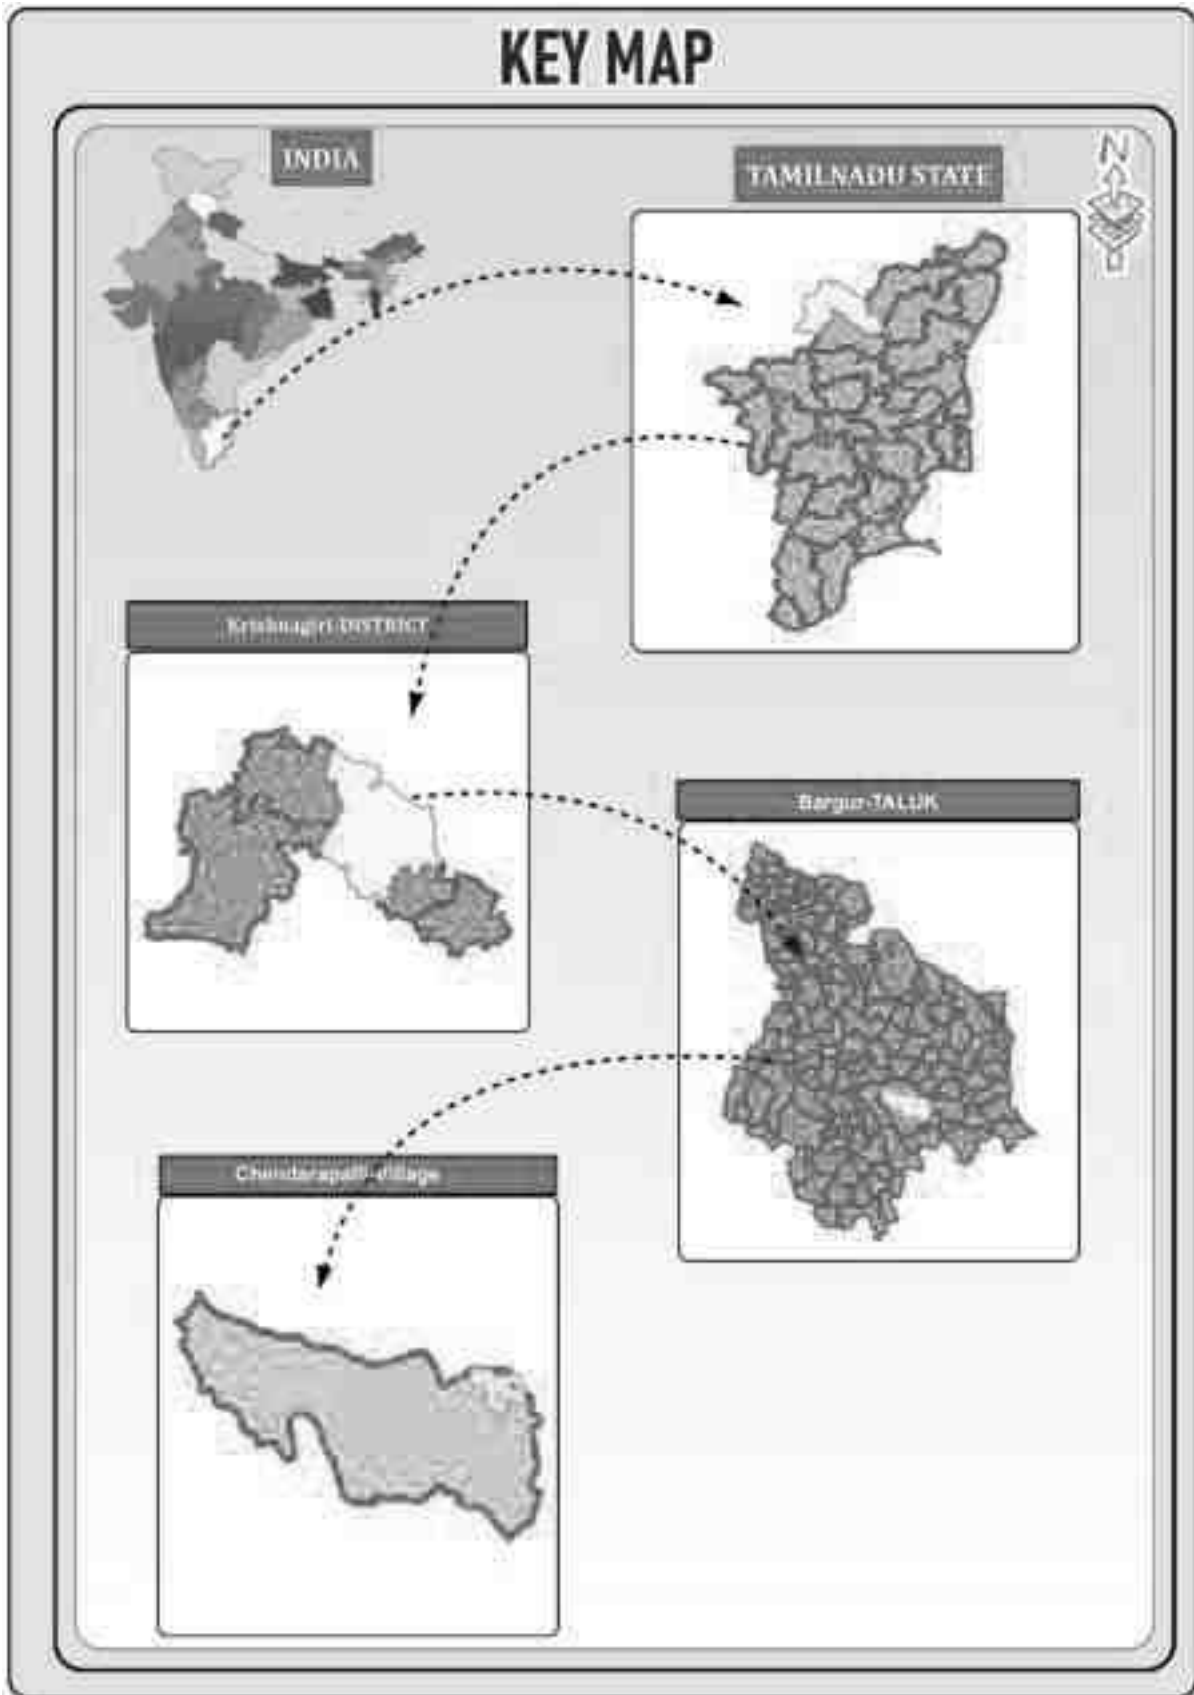 KEY MAP
INDIA
TAMILNADU STATE
N
Krishnagiri-DISTRICT
Bargur-TALUK
Chendarapalli-Village